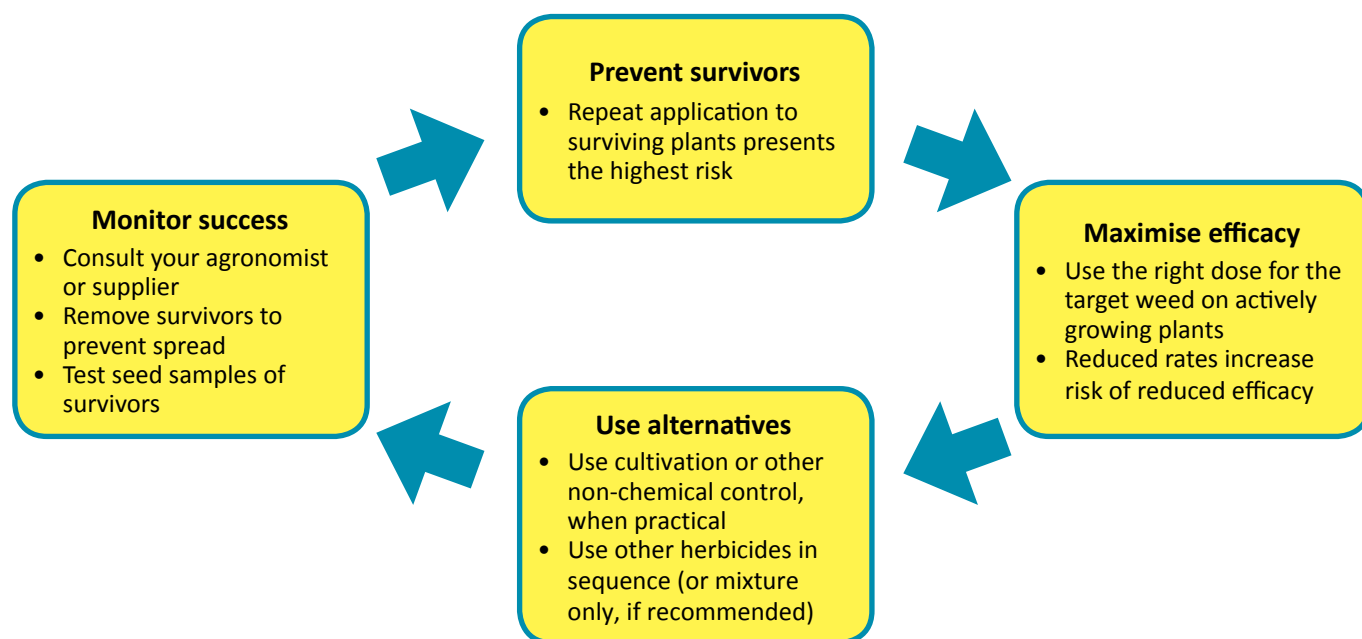 Prevent survivors
• Repeat application to
surviving plants presents
the highest risk
Maximise efficacy
• Use the right dose for the
target weed on actively
growing plants
• Reduced rates increase
risk of reduced efficacy
Use alternatives
• Use cultivation or other
non-chemical control,
when practical
• Use other herbicides in
sequence (or mixture
only, if recommended)
Monitor success
• Consult your agronomist
or supplier
• Remove survivors to
prevent spread
• Test seed samples of
survivors